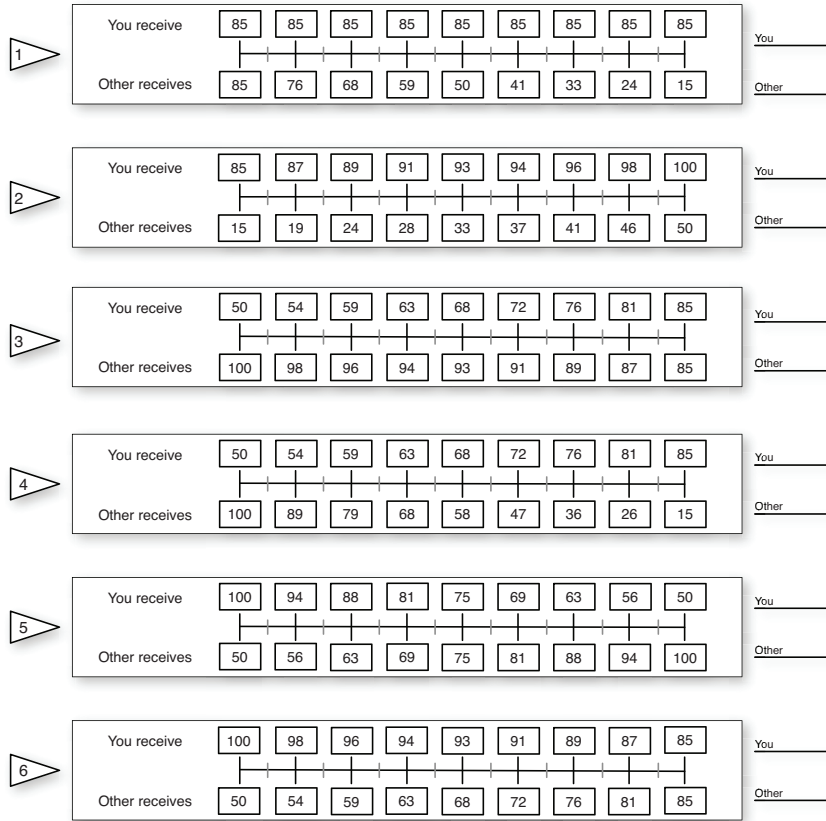 You receive 85 85 85 85 85 85 85 85 85
You
1
Other receives 85 76 68 59 50 41 33 24 15
Other
You receive 85 87 89 91 93 94 96 98 100
You
2
Other receives 15 19 24 28 33 37 41 46 50
Other
You receive 50 54 59 63 68 72 76 81 85
You
3
Other receives 100 98 96 94 93 91 89 87 85
Other
You receive 50 54 59 63 68 72 76 81 85
You
4
Other receives 100 89 79 68 58 47 36 26 15
Other
You receive 100 94 88 81 75 69 63 56 50
You
5
Other receives 50 56 63 69 75 81 88 94 100
Other
You receive 100 98 96 94 93 91 89 87 85
You
6
Other receives 50 54 59 63 68 72 76 81 85
Other